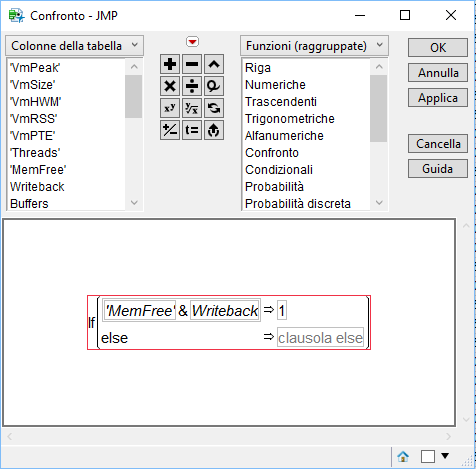 Confronto - JMP
Colonne della tabella
'VmPeak'
'VmSize'
'VmHWM'
'VmRSS'
'VmPTE'
'Threads'
'MemFree'
Writeback
Buffers
Funzioni (raggruppate)
Riga
Numeriche
Trascendenti
Trigonometriche
Alfanumeriche
Confronto
Condizionali
Probabilità
Probabilità discreta
OK
Annulla
Applica
Cancella
Guida
If
'MemFree' & Writeback ⇒ 1
else ⇒ clausola else